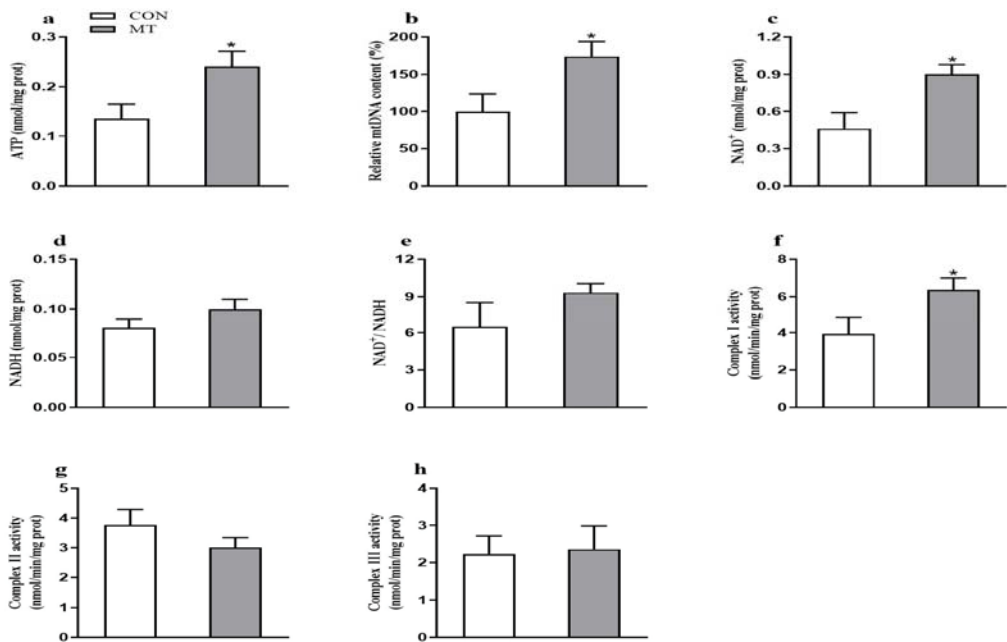 CON
MT
a
ATP (nmol/mg prot)
0.3
0.2
0.1
0.0
*
b
Relative mtDNA content (%)
200
150
100
50
0
*
c
NAD⁺ (nmol/mg prot)
1.2
0.9
0.6
0.3
0.0
*
d
NADH (nmol/mg prot)
0.15
0.10
0.05
0.00
e
NAD⁺/ NADH
12
9
6
3
0
f
Complex I activity
(nmol/min/mg prot)
8
6
4
2
0
*
g
Complex II activity
(nmol/min/mg prot)
5
4
3
2
1
0
h
Complex III activity
(nmol/min/mg prot)
4
3
2
1
0